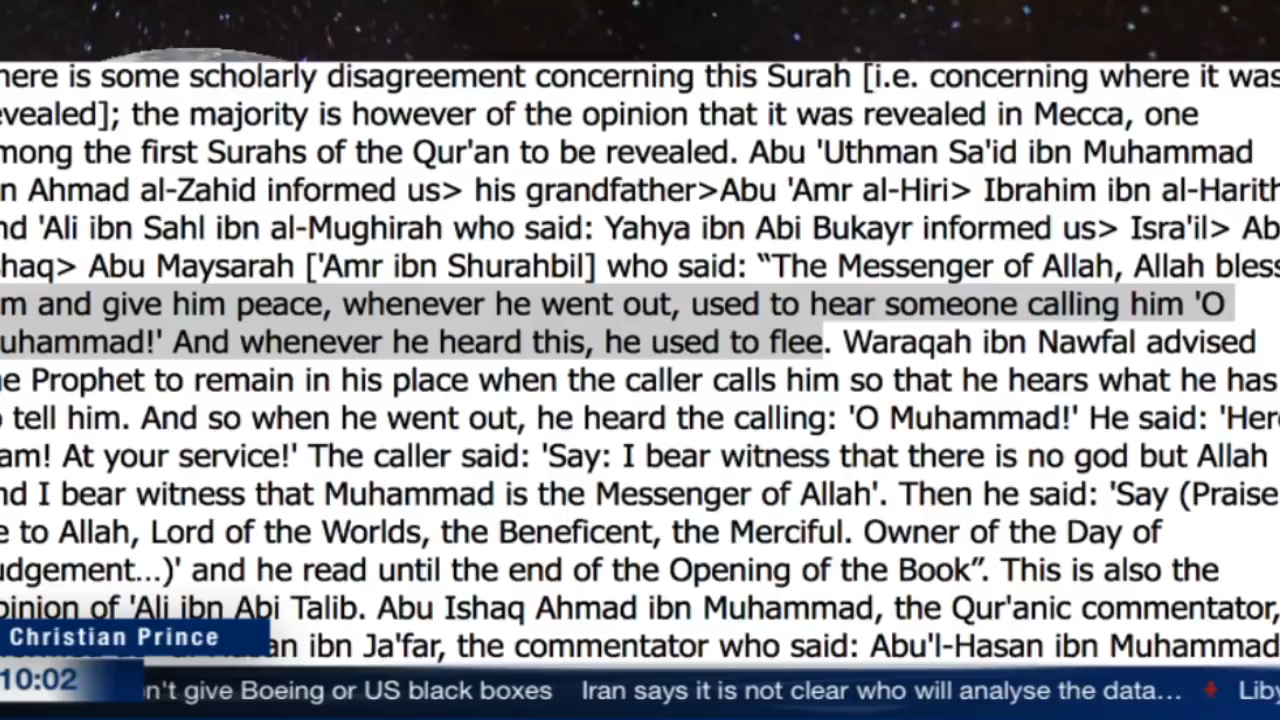 here is some scholarly disagreement concerning this Surah [i.e. concerning where it was
evealed]; the majority is however of the opinion that it was revealed in Mecca, one
mong the first Surahs of the Qur'an to be revealed. Abu 'Uthman Sa'id ibn Muhammad
n Ahmad al-Zahid informed us> his grandfather>Abu 'Amr al-Hiri> Ibrahim ibn al-Harith
nd 'Ali ibn Sahl ibn al-Mughirah who said: Yahya ibn Abi Bukayr informed us> Isra'il> Ab
shaq> Abu Maysarah ['Amr ibn Shurahbil] who said: “The Messenger of Allah, Allah bless
m and give him peace, whenever he went out, used to hear someone calling him 'O
uhammad!' And whenever he heard this, he used to flee. Waraqah ibn Nawfal advised
he Prophet to remain in his place when the caller calls him so that he hears what he has
o tell him. And so when he went out, he heard the calling: 'O Muhammad!' He said: 'Here
am! At your service!' The caller said: 'Say: I bear witness that there is no god but Allah
nd I bear witness that Muhammad is the Messenger of Allah'. Then he said: 'Say (Praise
e to Allah, Lord of the Worlds, the Beneficent, the Merciful. Owner of the Day of
udgement...)' and he read until the end of the Opening of the Book”. This is also the
pinion of 'Ali ibn Abi Talib. Abu Ishaq Ahmad ibn Muhammad, the Qur'anic commentator,
ibn Ja'far, the commentator who said: Abu'l-Hasan ibn Muhammad
Christian Prince
10:02
n't give Boeing or US black boxes Iran says it is not clear who will analyse the data... Liby